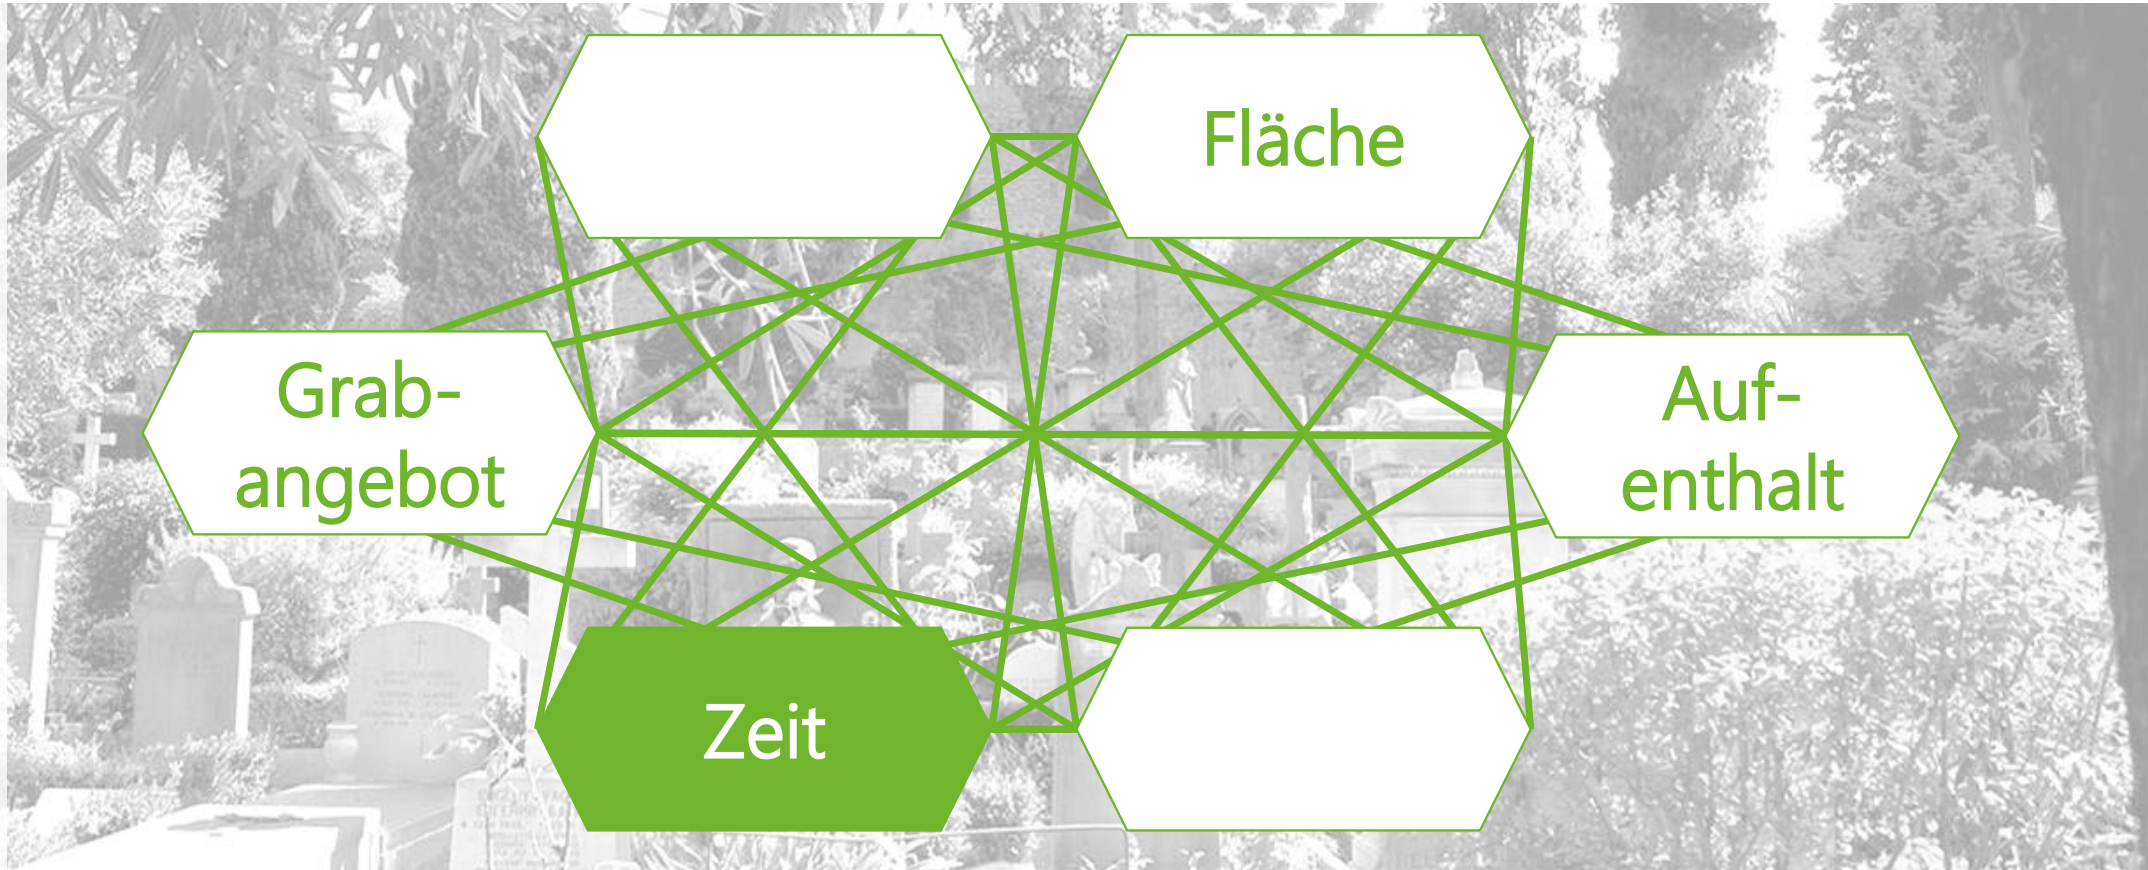 Fläche
Grab-
angebot
Auf-
enthalt
Zeit